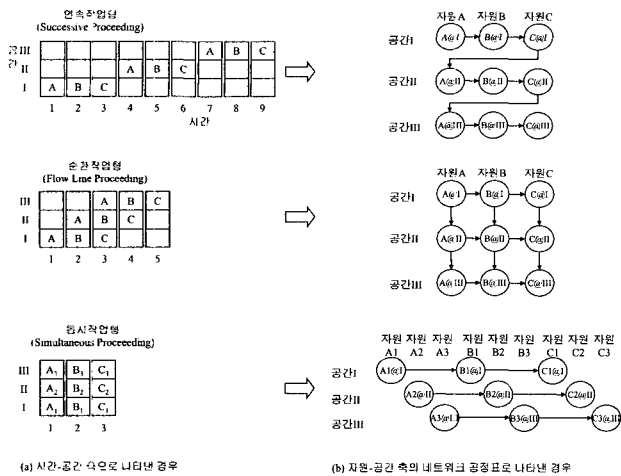 연속작업형
(Successive Proceeding)
공간
III A B C
II A B C
I A B C
1 2 3 4 5 6 7 8 9
시간
자원A 자원B 자원C
공간I A@I B@I C@I
공간II A@II B@II C@II
공간III A@III B@III C@III
순환작업형
(Flow Line Proceeding)
III A B C
II A B C
I A B C
1 2 3 4 5
자원A 자원B 자원C
공간I A@I B@I C@I
공간II A@II B@II C@II
공간III A@III B@III C@III
동시작업형
(Simultaneous Proceeding)
III A₃ B₃ C₃
II A₂ B₂ C₂
I A₁ B₁ C₁
1 2 3
자원 자원 자원 자원 자원 자원 자원 자원 자원
A1 A2 A3 B1 B2 B3 C1 C2 C3
공간I A1@I B1@I C1@I
공간II A2@II B2@II C2@II
공간III B3@III C3@III
(a) 시간-공간 축으로 나타낸 경우
(b) 자원-공간 축의 네트워크 공정표로 나타낸 경우